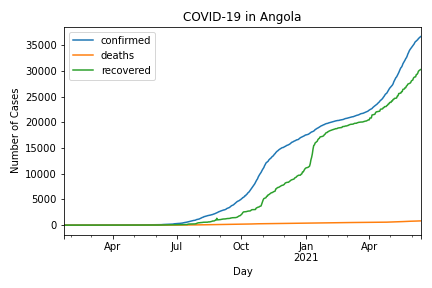 COVID-19 in Angola
confirmed
deaths
recovered
Number of Cases
35000
30000
25000
20000
15000
10000
5000
0
Apr
Jul
Oct
Jan
2021
Apr
Day